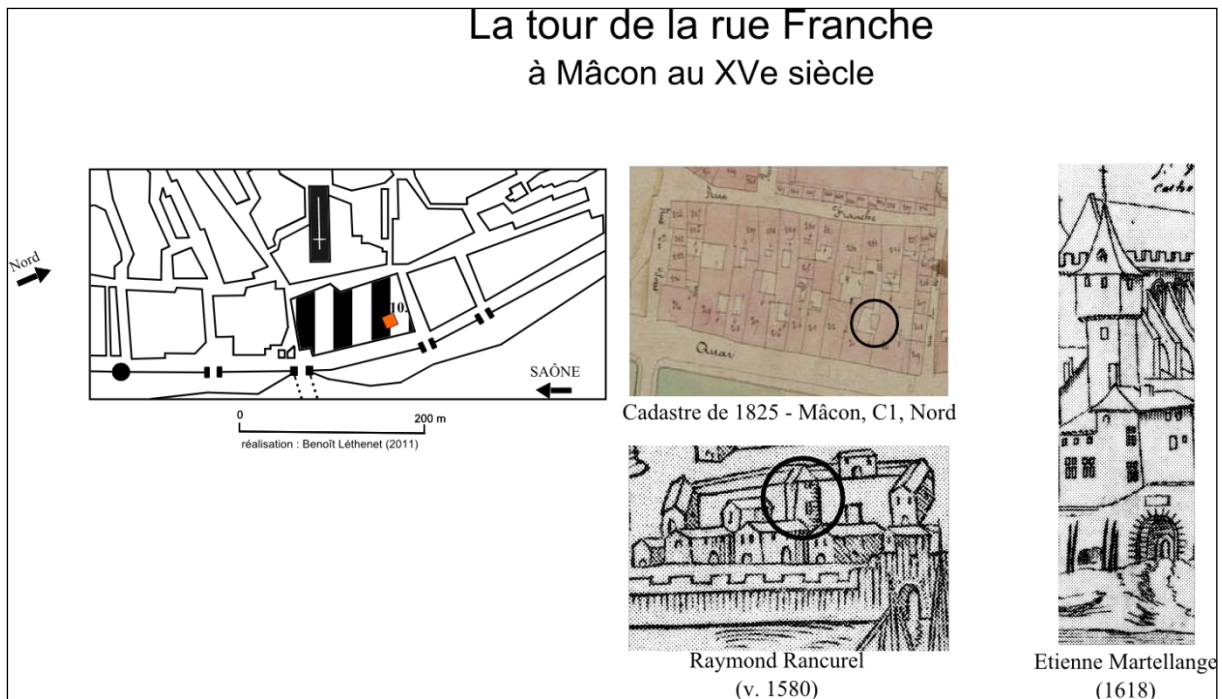 La tour de la rue Franche
à Mâcon au XVe siècle
Nord
10.
SAÔNE
0
200 m
réalisation : Benoît Léthenet (2011)
Rue
Franche
Quai
Cadastre de 1825 - Mâcon, C1, Nord
Raymond Rancurel
(v. 1580)
Etienne Martellange
(1618)